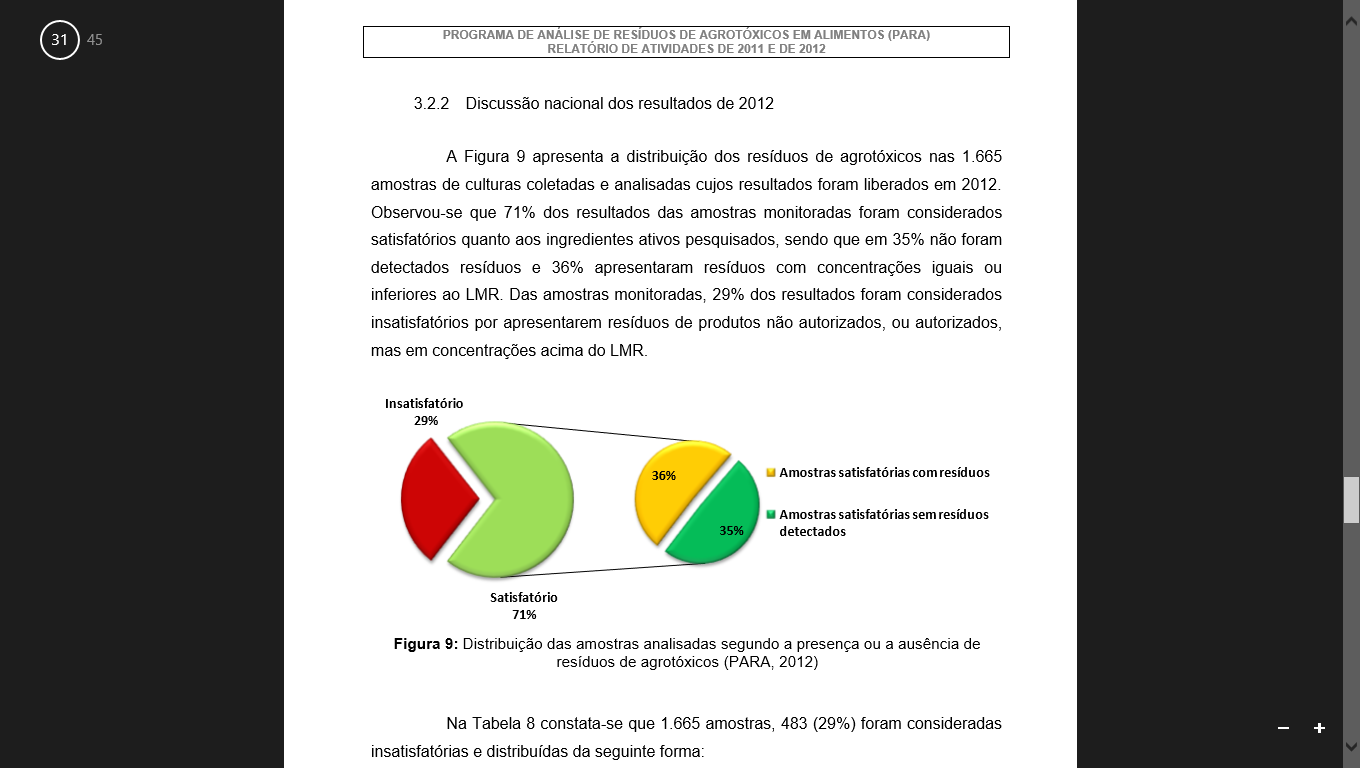 31 45
PROGRAMA DE ANÁLISE DE RESÍDUOS DE AGROTÓXICOS EM ALIMENTOS (PARA)
RELATÓRIO DE ATIVIDADES DE 2011 E DE 2012
3.2.2 Discussão nacional dos resultados de 2012
A Figura 9 apresenta a distribuição dos resíduos de agrotóxicos nas 1.665
amostras de culturas coletadas e analisadas cujos resultados foram liberados em 2012.
Observou-se que 71% dos resultados das amostras monitoradas foram considerados
satisfatórios quanto aos ingredientes ativos pesquisados, sendo que em 35% não foram
detectados resíduos e 36% apresentaram resíduos com concentrações iguais ou
inferiores ao LMR. Das amostras monitoradas, 29% dos resultados foram considerados
insatisfatórios por apresentarem resíduos de produtos não autorizados, ou autorizados,
mas em concentrações acima do LMR.
Insatisfatório
29%
36%
35%
Amostras satisfatórias com resíduos
Amostras satisfatórias sem resíduos
detectados
Satisfatório
71%
Figura 9: Distribuição das amostras analisadas segundo a presença ou a ausência de
resíduos de agrotóxicos (PARA, 2012)
Na Tabela 8 constata-se que 1.665 amostras, 483 (29%) foram consideradas
insatisfatórias e distribuídas da seguinte forma: